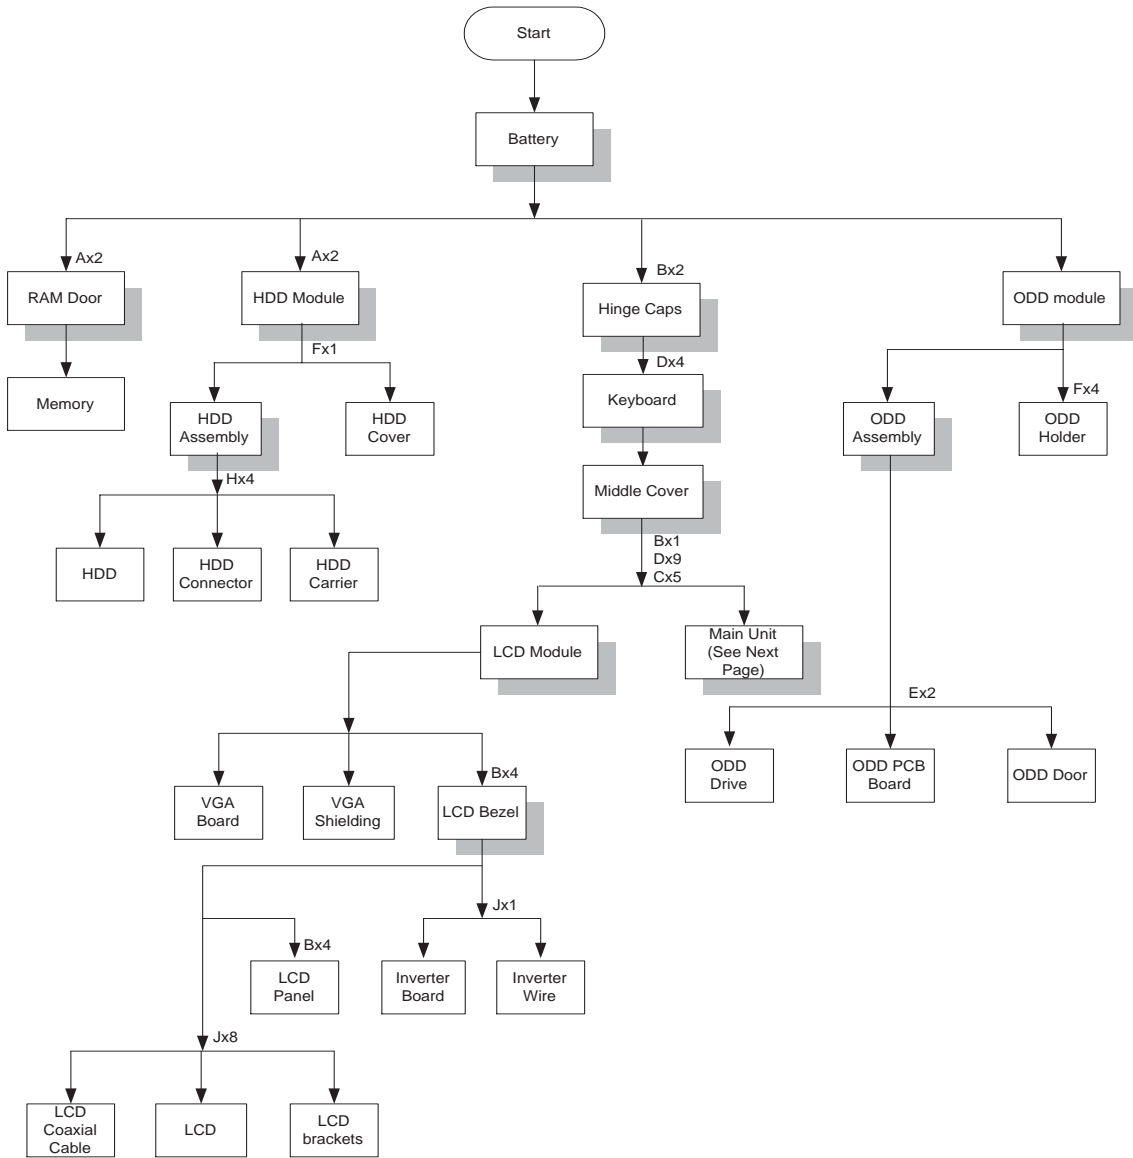 Start
Battery
Ax2
Ax2
Bx2
RAM Door
HDD Module
Hinge Caps
ODD module
Fx1
Dx4
Memory
HDD
Assembly
HDD
Cover
Keyboard
Fx4
ODD
Assembly
ODD
Holder
Hx4
Middle Cover
HDD
HDD
Connector
HDD
Carrier
Bx1
Dx9
Cx5
LCD Module
Main Unit
(See Next
Page)
Ex2
ODD
Drive
ODD PCB
Board
ODD Door
Bx4
VGA
Board
VGA
Shielding
LCD Bezel
Jx1
Bx4
LCD
Panel
Inverter
Board
Inverter
Wire
Jx8
LCD
Coaxial
Cable
LCD
LCD
brackets